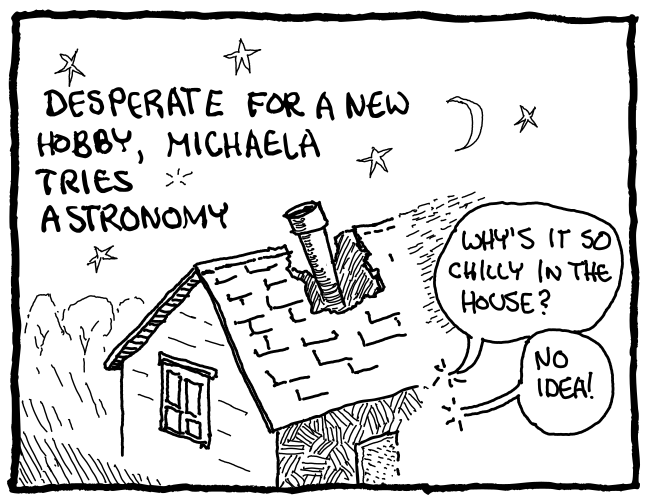 DESPERATE FOR A NEW
HOBBY, MICHAELA
TRIES
ASTRONOMY
WHY'S IT SO
CHILLY IN THE
HOUSE?
NO
IDEA!